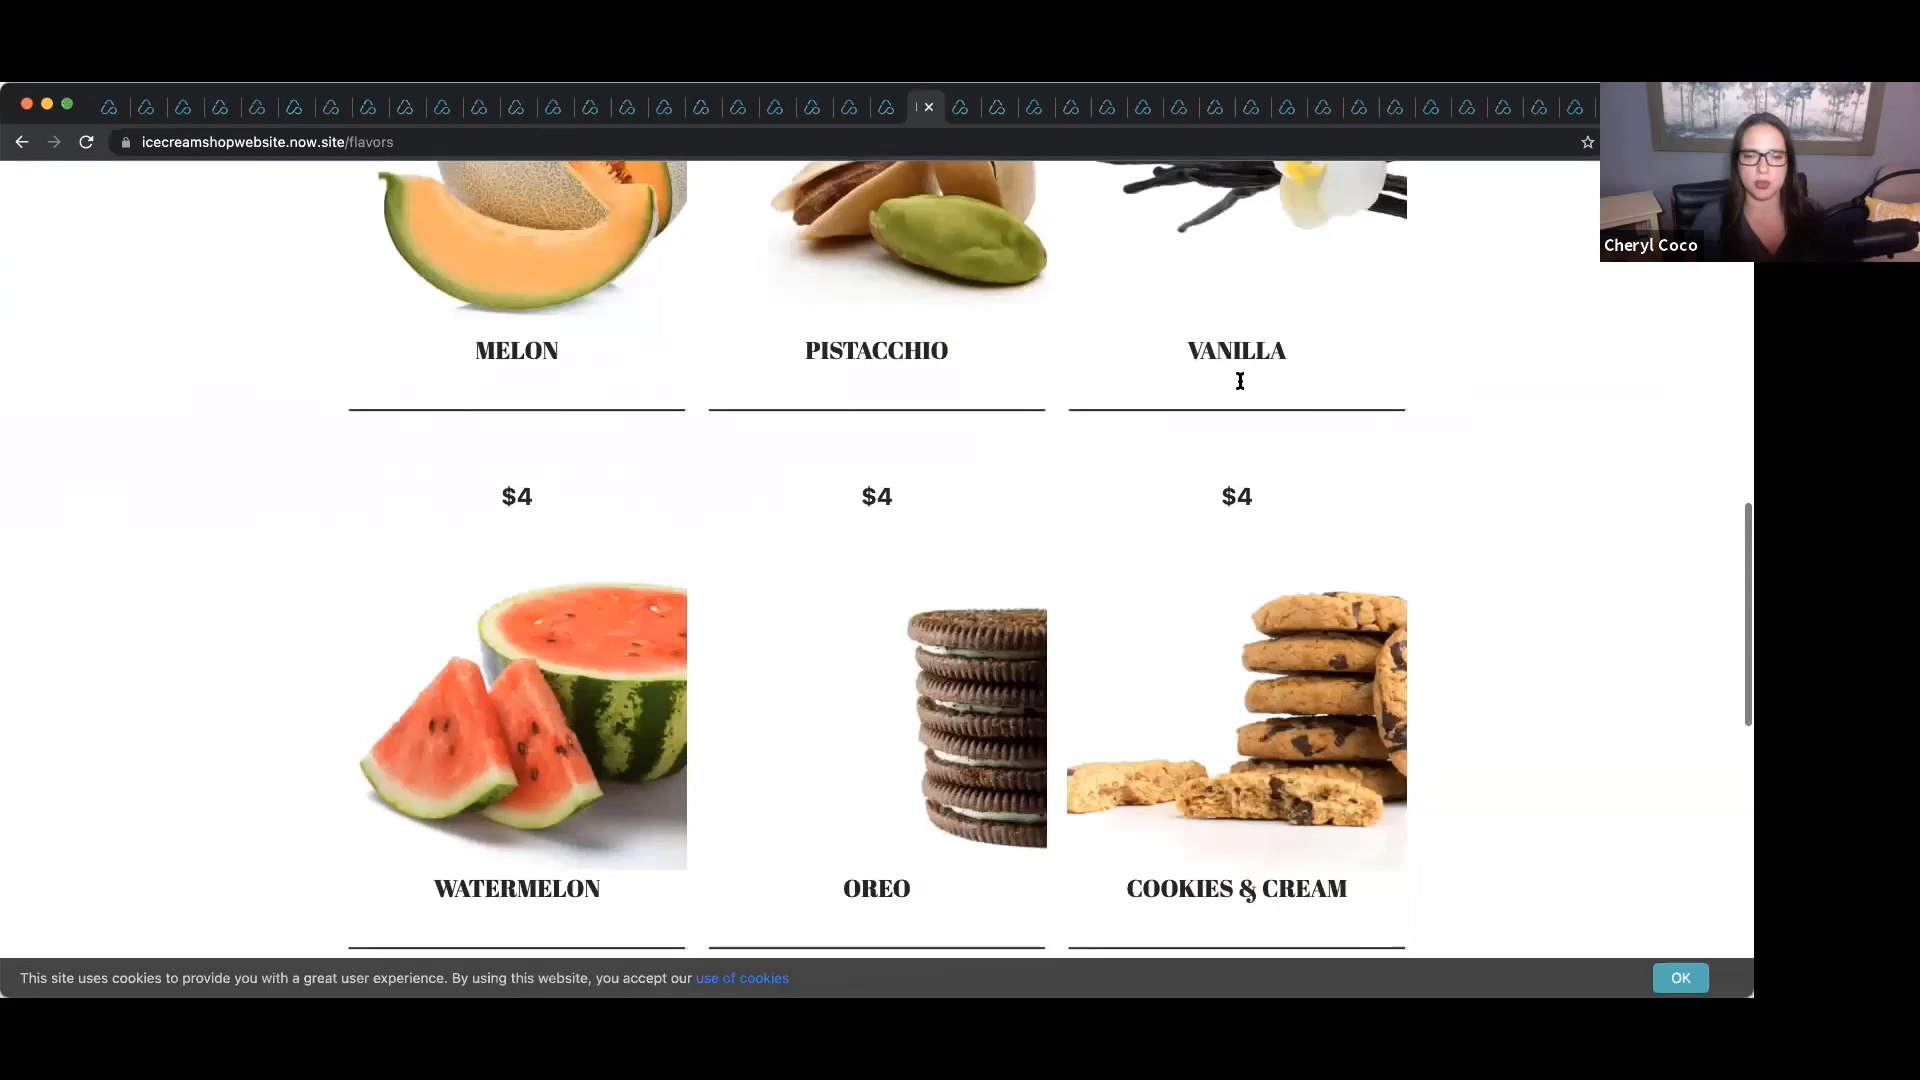 icecreamshopwebsite.now.site/flavors
Cheryl Coco
MELON
PISTACCHIO
VANILLA
$4
$4
$4
WATERMELON
OREO
COOKIES & CREAM
This site uses cookies to provide you with a great user experience. By using this website, you accept our use of cookies
OK